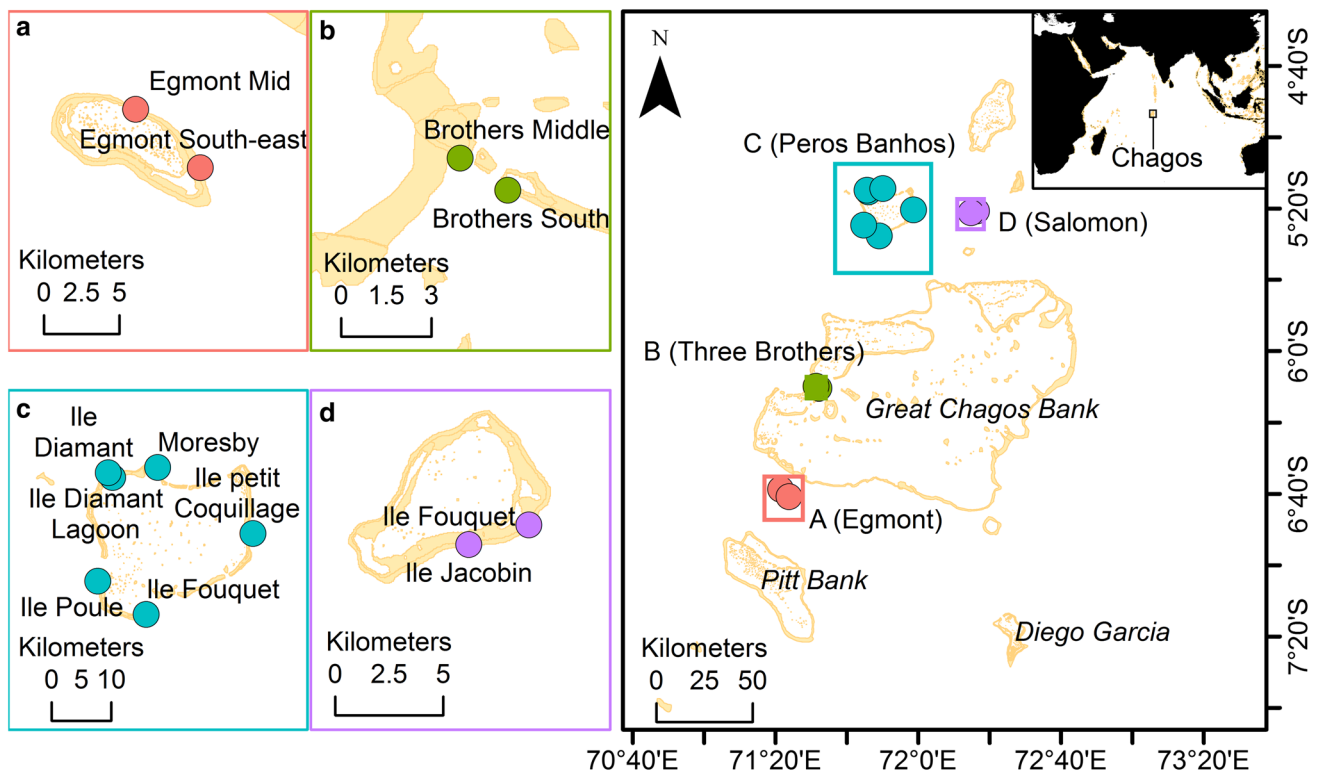 a
Egmont Mid
Egmont South-east
Kilometers
0 2.5 5
b
Brothers Middle
Brothers South
Kilometers
0 1.5 3
c
Ile
Diamant
Moresby
Ile petit
Coquillage
Ile Diamant
Lagoon
Ile Poule
Ile Fouquet
Kilometers
0 5 10
d
Ile Fouquet
Ile Jacobin
Kilometers
0 2.5 5
N
Chagos
C (Peros Banhos)
D (Salomon)
B (Three Brothers)
Great Chagos Bank
A (Egmont)
Pitt Bank
Diego Garcia
Kilometers
0 25 50
4°40'S
5°20'S
6°0'S
6°40'S
7°20'S
70°40'E 71°20'E 72°0'E 72°40'E 73°20'E